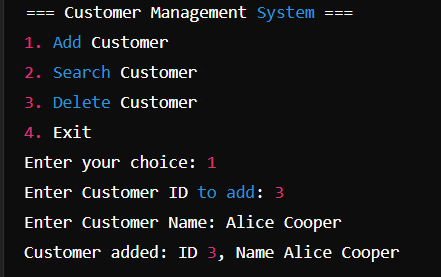 === Customer Management System ===
1. Add Customer
2. Search Customer
3. Delete Customer
4. Exit
Enter your choice: 1
Enter Customer ID to add: 3
Enter Customer Name: Alice Cooper
Customer added: ID 3, Name Alice Cooper